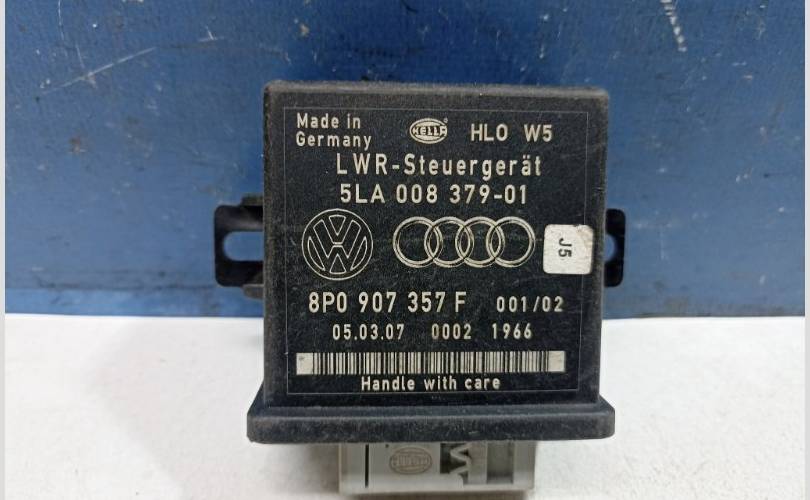 Made in
Germany
HELLA
HLO W5
LWR-Steuergerät
5LA 008 379-01
J5
8P0 907 357 F 001/02
05.03.07 0002 1966
Handle with care
HELLA